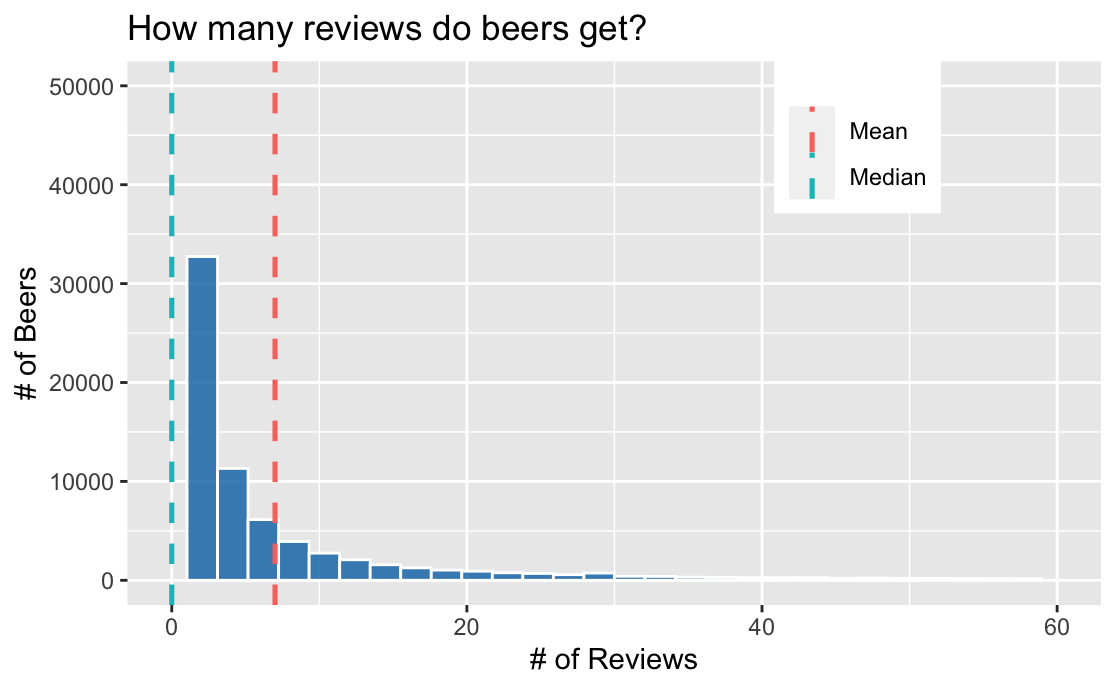 How many reviews do beers get?
50000
40000
30000
20000
10000
0
# of Beers
Mean
Median
0 20 40 60
# of Reviews